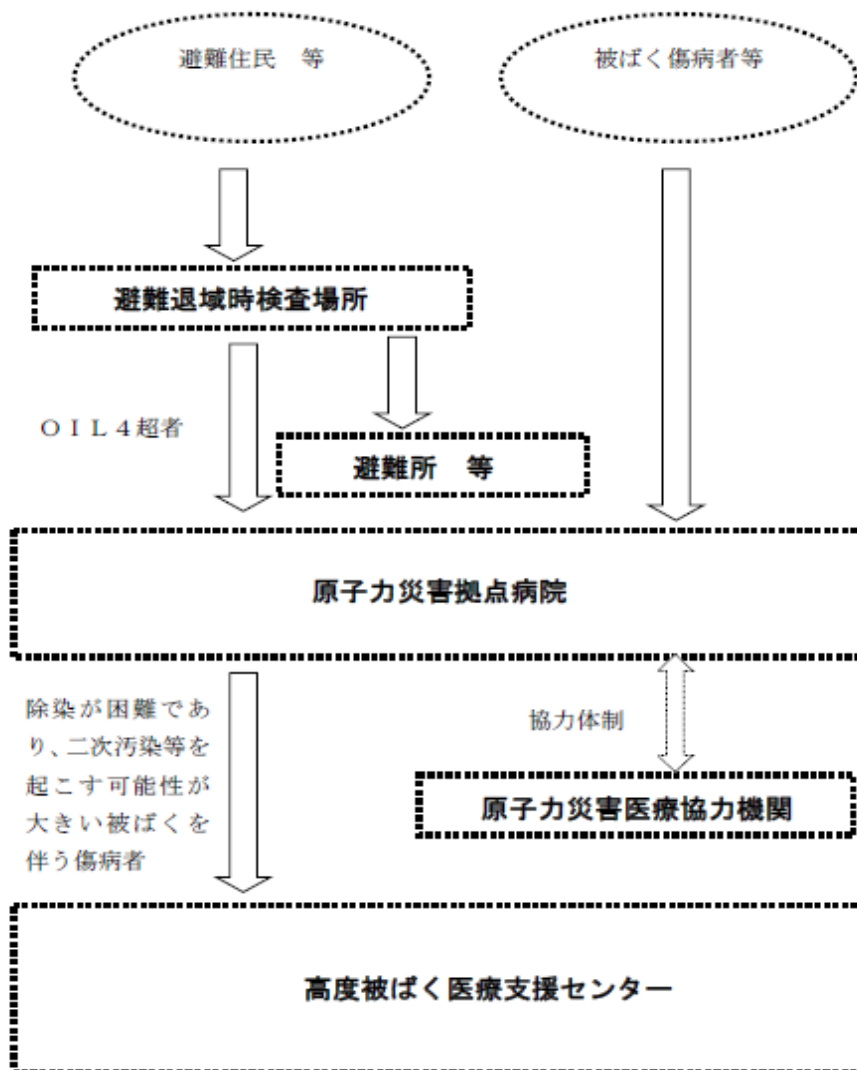 避難住民　等
被ばく傷病者等
避難退域時検査場所
ＯＩＬ４超者
避難所　等
原子力災害拠点病院
除染が困難であ
り、二次汚染等を
起こす可能性が
大きい被ばくを
伴う傷病者
協力体制
原子力災害医療協力機関
高度被ばく医療支援センター